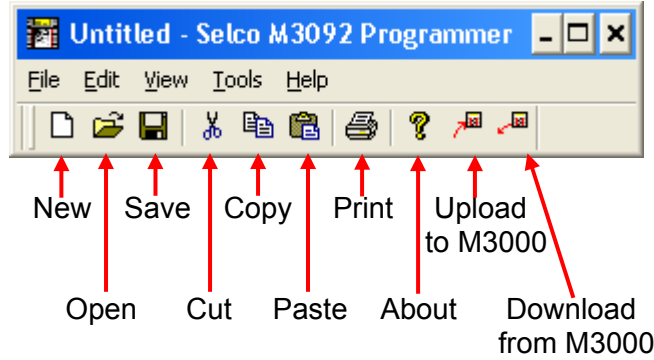 Untitled - Selco M3092 Programmer
File Edit View Tools Help
New Save Copy Print Upload
to M3000
Open Cut Paste About Download
from M3000